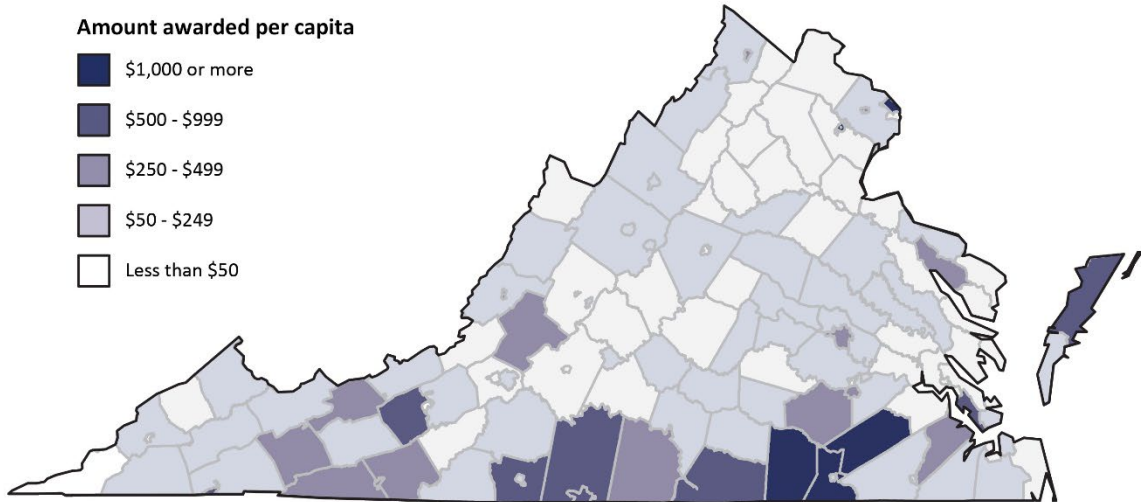 Amount awarded per capita
$1,000 or more
$500 - $999
$250 - $499
$50 - $249
Less than $50